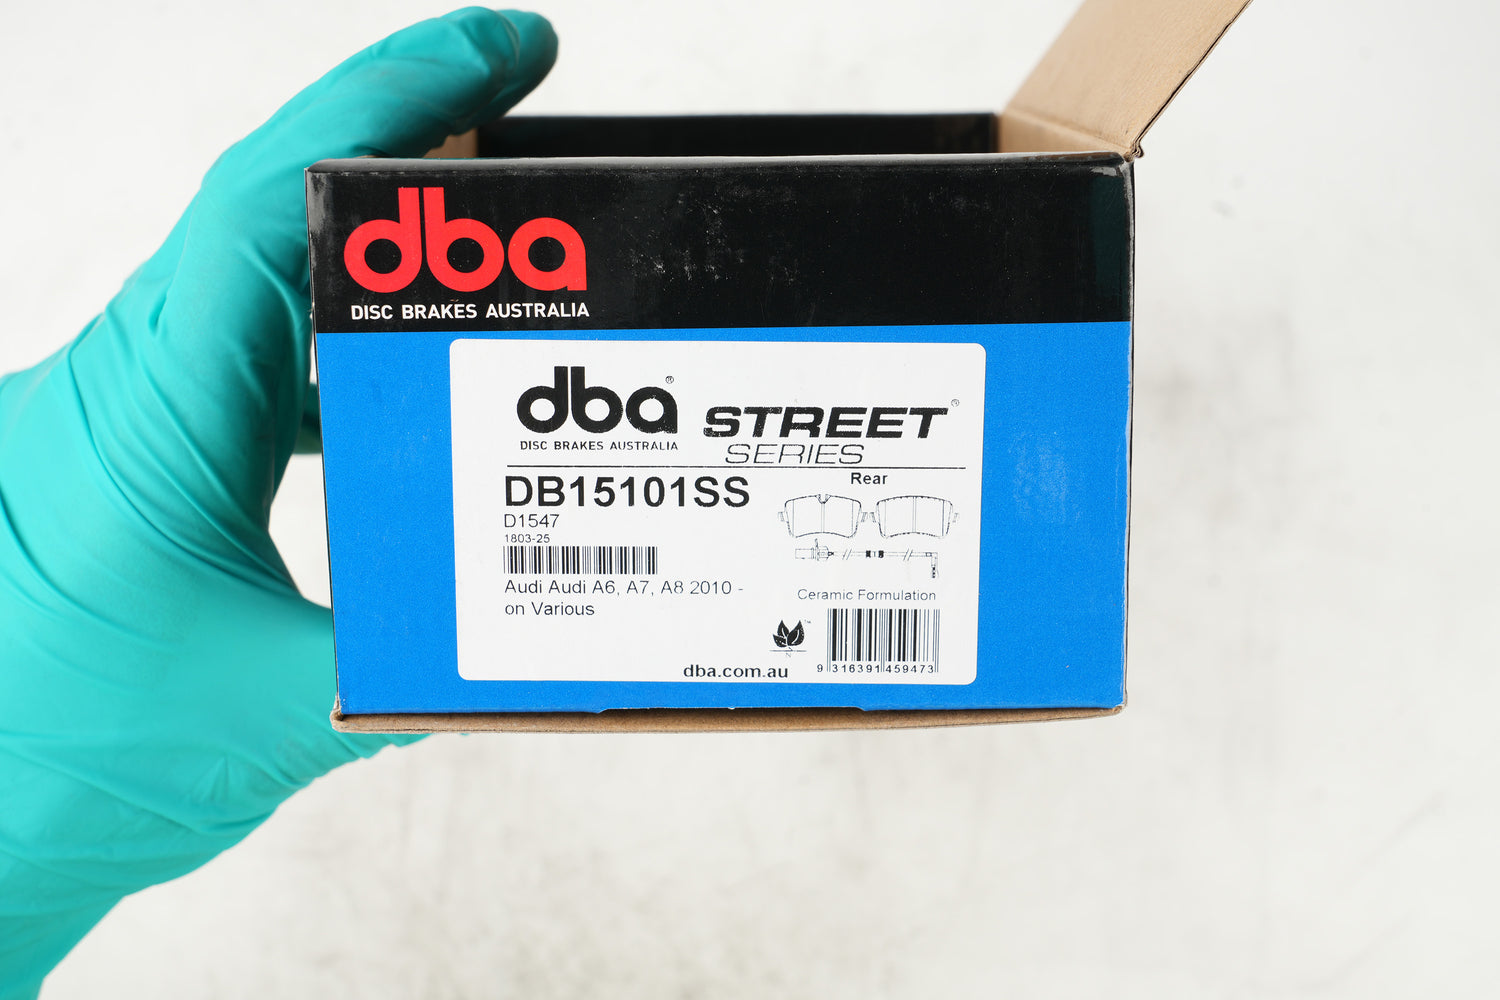 dba
DISC BRAKES AUSTRALIA
dba®
DISC BRAKES AUSTRALIA
STREET®
SERIES
DB15101SS
Rear
D1547
1803-25
Audi Audi A6, A7, A8 2010 -
on Various
Ceramic Formulation
N
TM
dba.com.au
9 316391 459473